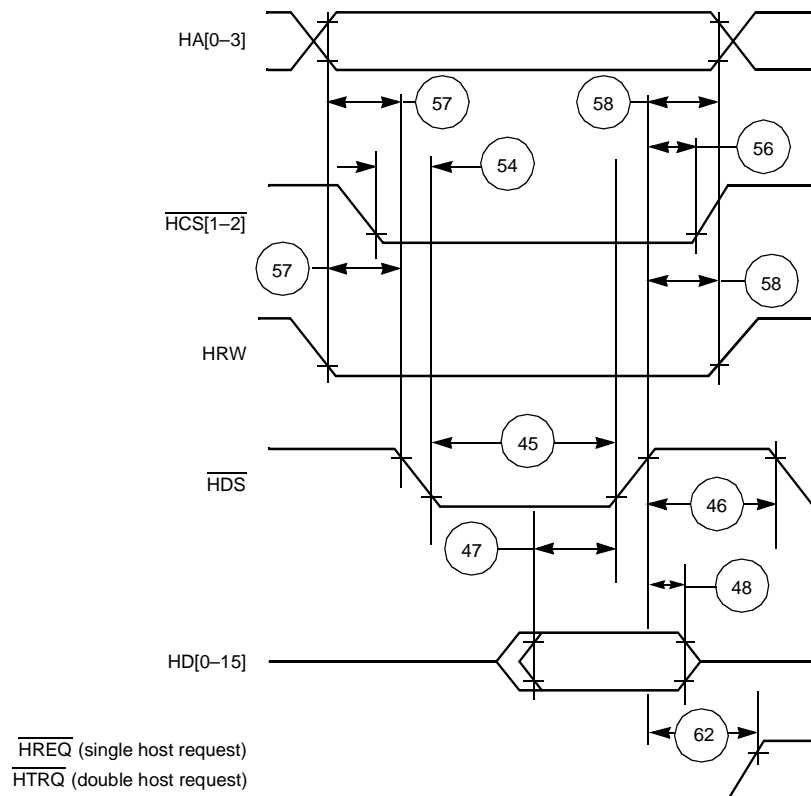 HA[0–3]
57
58
54
56
HCS[1–2]
57
58
HRW
45
HDS
46
47
48
HD[0–15]
62
HREQ (single host request)
HTRQ (double host request)